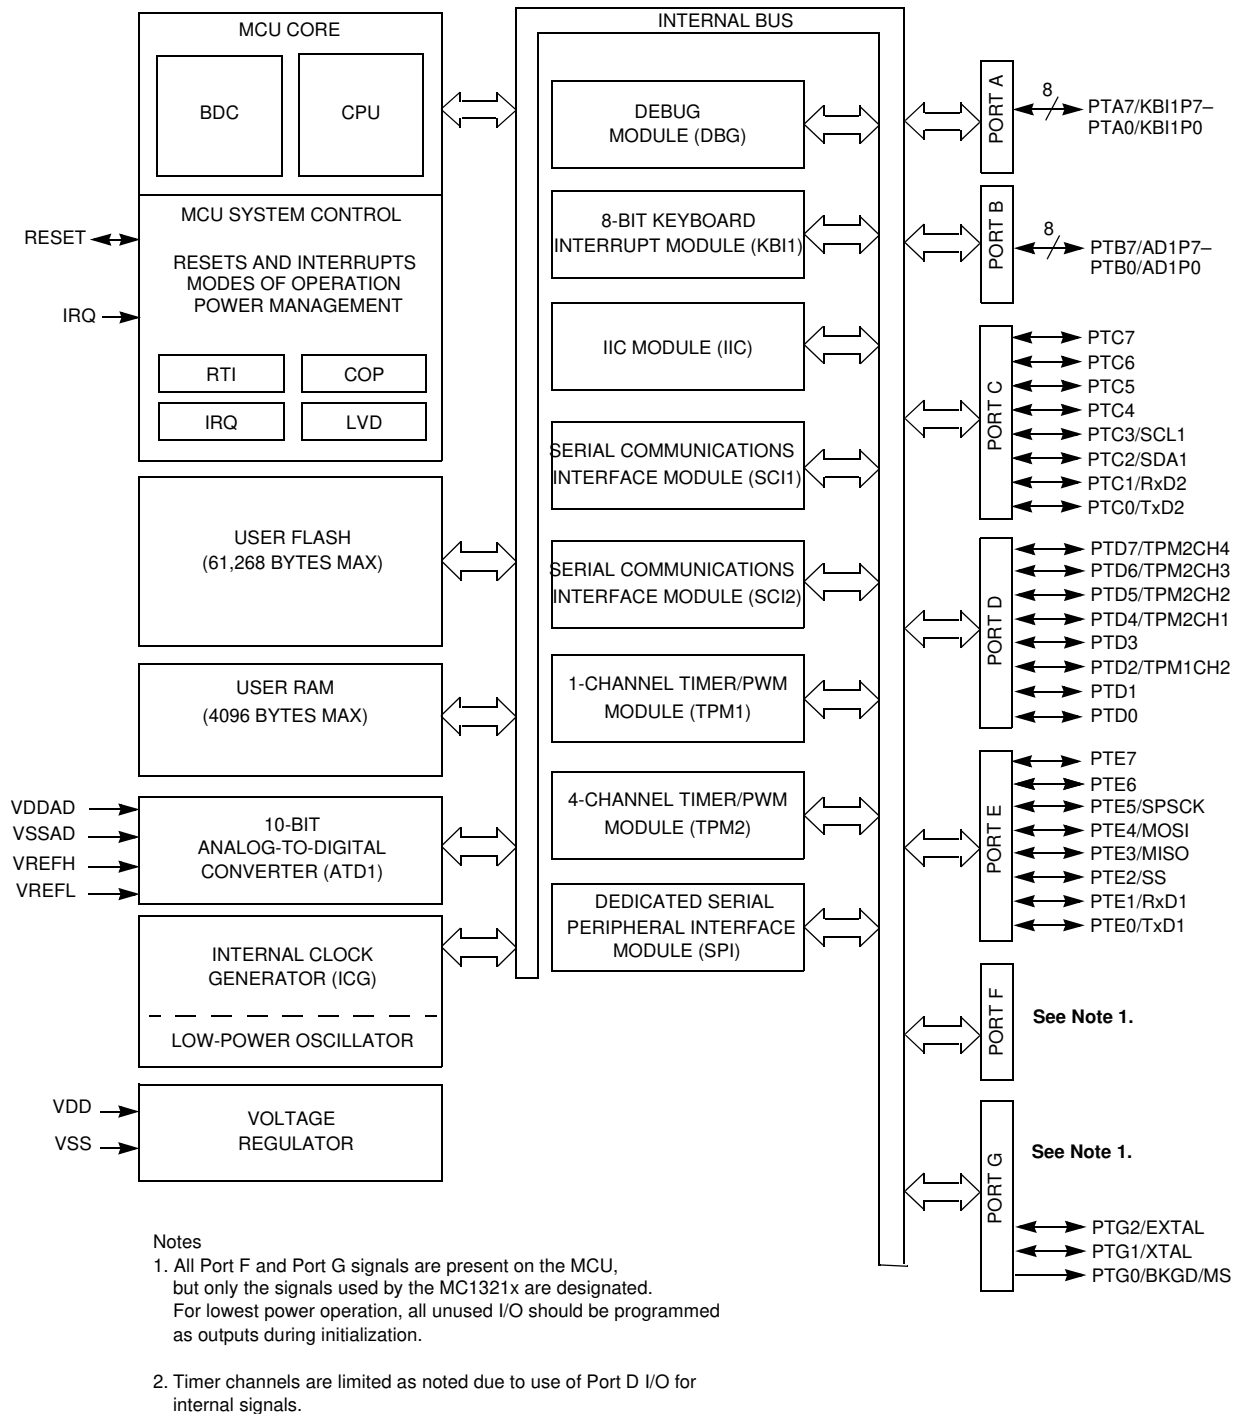 MCU CORE
BDC
CPU
MCU SYSTEM CONTROL
RESETS AND INTERRUPTS
MODES OF OPERATION
POWER MANAGEMENT
RTI
COP
IRQ
LVD
RESET
IRQ
USER FLASH
(61,268 BYTES MAX)
USER RAM
(4096 BYTES MAX)
VDDAD
VSSAD
VREFH
VREFL
10-BIT
ANALOG-TO-DIGITAL
CONVERTER (ATD1)
INTERNAL CLOCK
GENERATOR (ICG)
LOW-POWER OSCILLATOR
VDD
VSS
VOLTAGE
REGULATOR
INTERNAL BUS
DEBUG
MODULE (DBG)
8-BIT KEYBOARD
INTERRUPT MODULE (KBI1)
IIC MODULE (IIC)
SERIAL COMMUNICATIONS
INTERFACE MODULE (SCI1)
SERIAL COMMUNICATIONS
INTERFACE MODULE (SCI2)
1-CHANNEL TIMER/PWM
MODULE (TPM1)
4-CHANNEL TIMER/PWM
MODULE (TPM2)
DEDICATED SERIAL
PERIPHERAL INTERFACE
MODULE (SPI)
PORT A
8
PTA7/KBI1P7–
PTA0/KBI1P0
PORT B
8
PTB7/AD1P7–
PTB0/AD1P0
PORT C
PTC7
PTC6
PTC5
PTC4
PTC3/SCL1
PTC2/SDA1
PTC1/RxD2
PTC0/TxD2
PORT D
PTD7/TPM2CH4
PTD6/TPM2CH3
PTD5/TPM2CH2
PTD4/TPM2CH1
PTD3
PTD2/TPM1CH2
PTD1
PTD0
PORT E
PTE7
PTE6
PTE5/SPSCK
PTE4/MOSI
PTE3/MISO
PTE2/SS
PTE1/RxD1
PTE0/TxD1
PORT F
See Note 1.
PORT G
See Note 1.
PTG2/EXTAL
PTG1/XTAL
PTG0/BKGD/MS
Notes
1. All Port F and Port G signals are present on the MCU,
but only the signals used by the MC1321x are designated.
For lowest power operation, all unused I/O should be programmed
as outputs during initialization.
2. Timer channels are limited as noted due to use of Port D I/O for
internal signals.